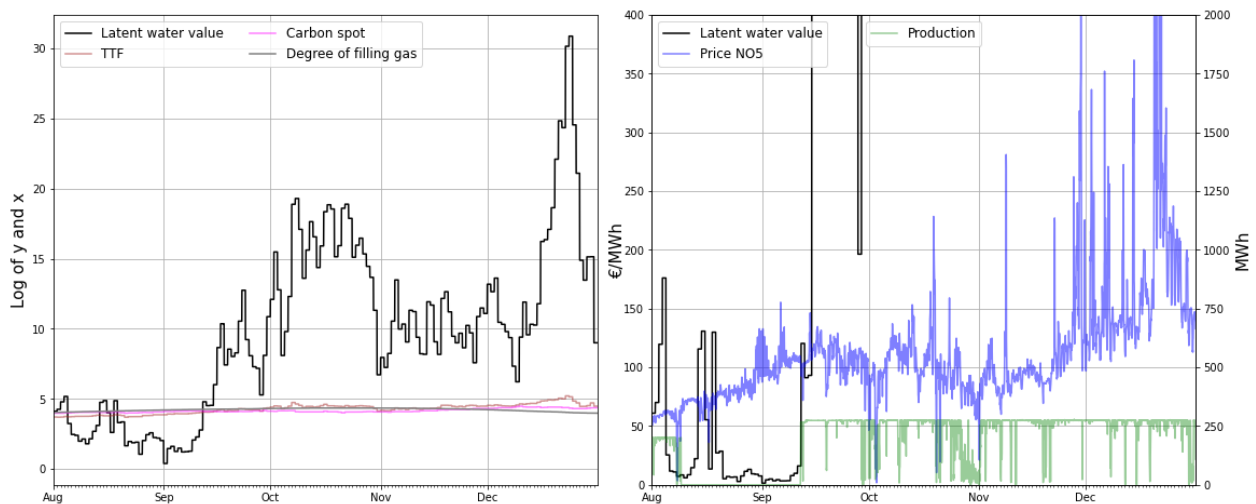 Latent water value
TTF
Carbon spot
Degree of filling gas
Log of y and x
30
25
20
15
10
5
0
Aug
Sep
Oct
Nov
Dec
Latent water value
Price NO5
Production
€/MWh
400
350
300
250
200
150
100
50
0
2000
1750
1500
1250
1000
750
500
250
0
MWh
Aug
Sep
Oct
Nov
Dec